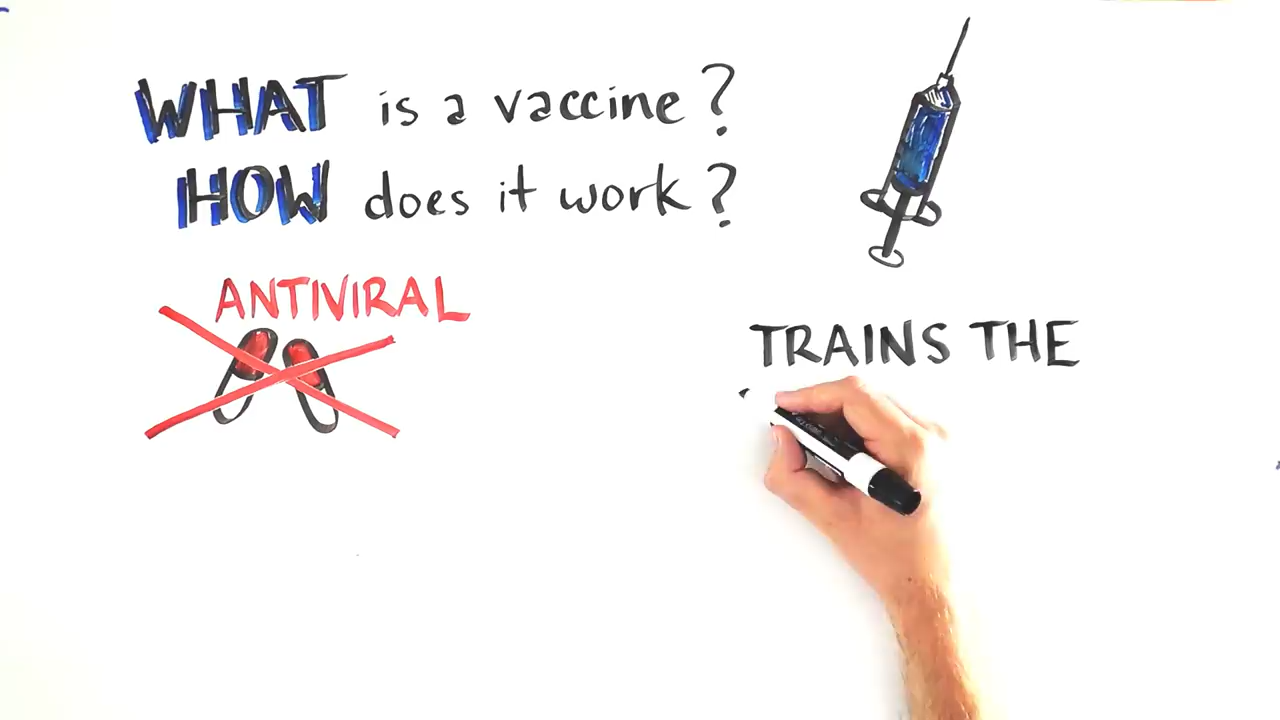 WHAT is a vaccine?
HOW does it work?
ANTIVIRAL
TRAINS THE